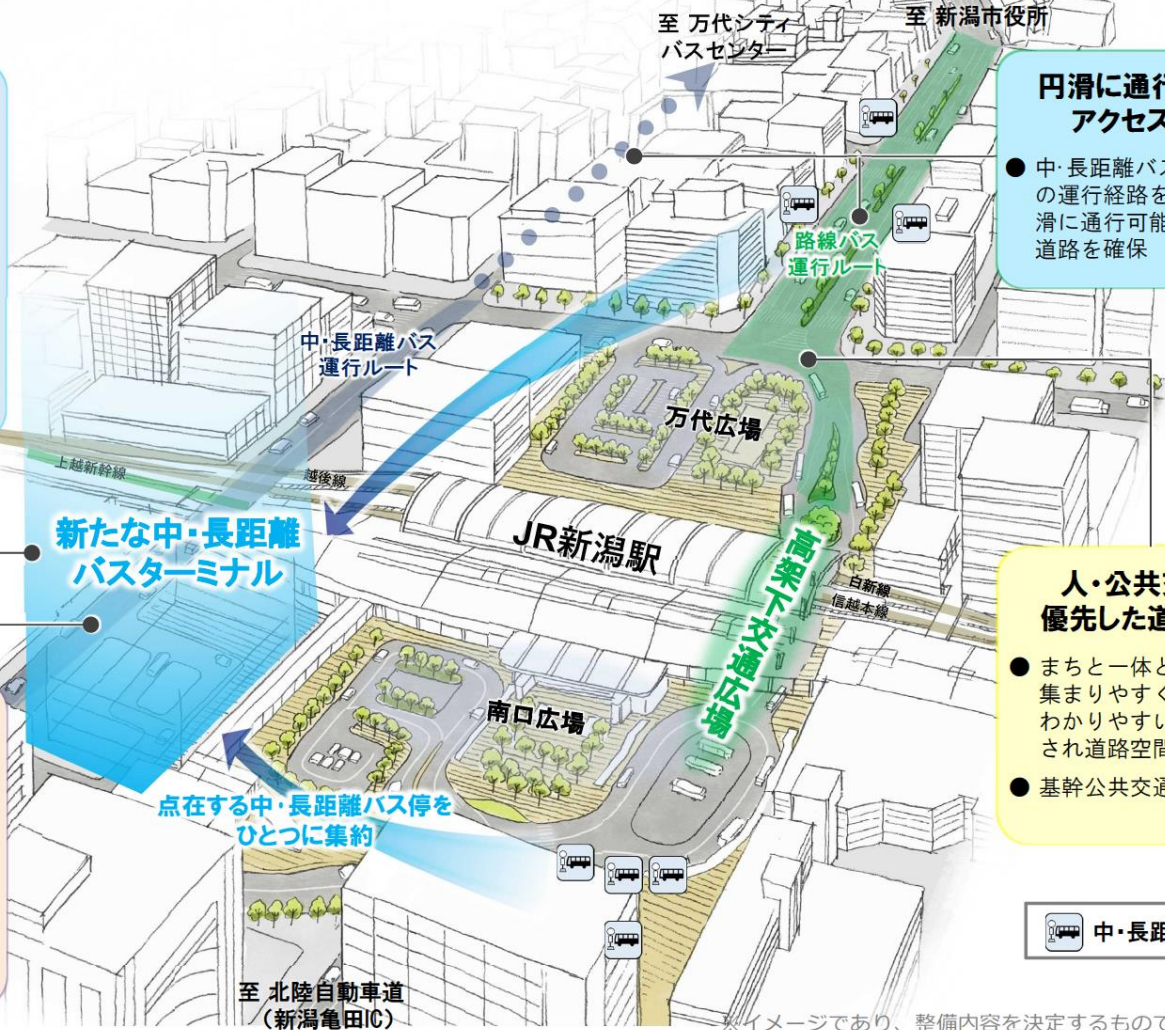 至 万代シティ
バスセンター
至 新潟市役所
円滑に通行
アクセス
● 中・長距離バス
の運行経路を
滑に通行可能
道路を確保
路線バス
運行ルート
中・長距離バス
運行ルート
万代広場
上越新幹線
越後線
新たな中・長距離
バスターミナル
JR新潟駅
高架下交通広場
白新線
信越本線
人・公共交
優先した道
● まちと一体と
集まりやすく
わかりやすい
され道路空間
● 基幹公共交通
南口広場
点在する中・長距離バス停を
ひとつに集約
中・長距
至 北陸自動車道
(新潟亀田IC)
※イメージであり、整備内容を決定するもので